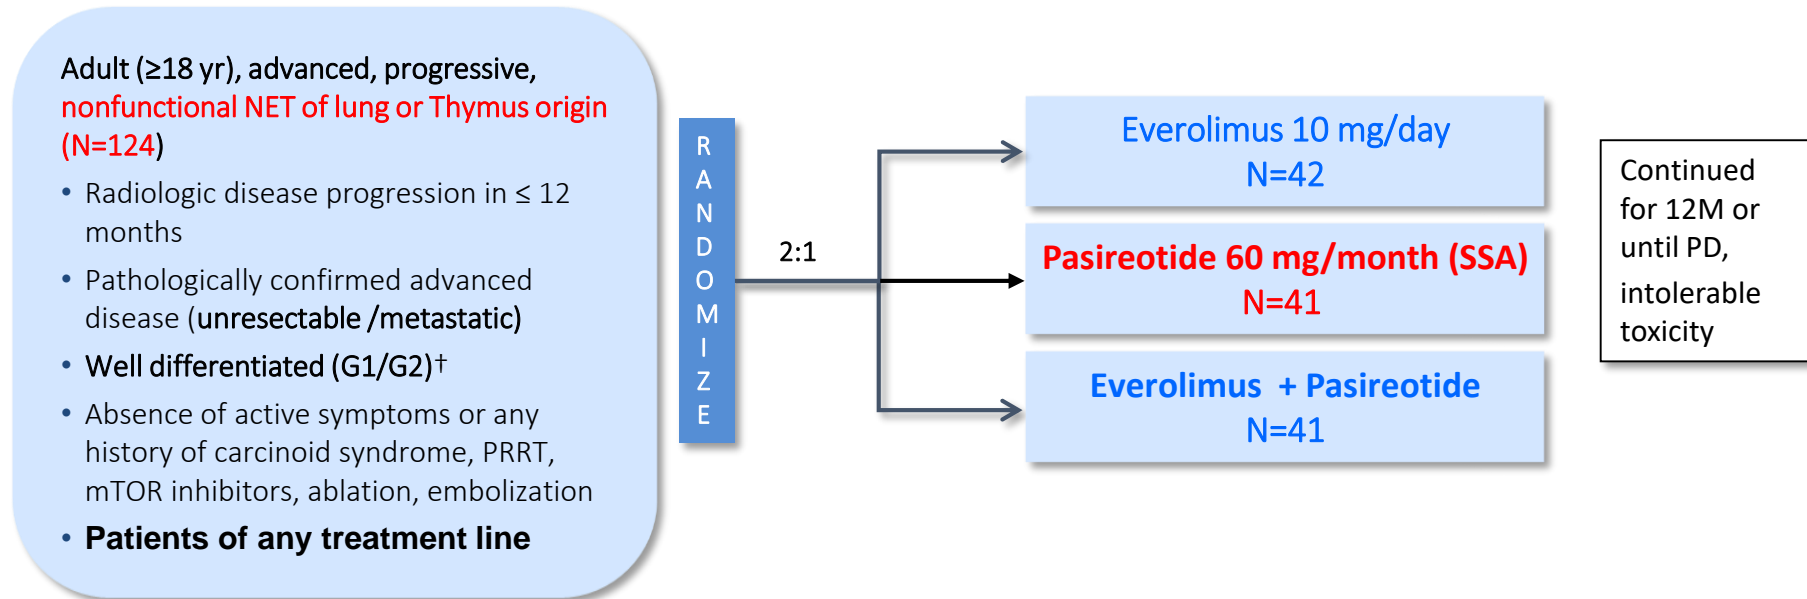 Adult (≥18 yr), advanced, progressive,
nonfunctional NET of lung or Thymus origin
(N=124)
• Radiologic disease progression in ≤ 12
months
• Pathologically confirmed advanced
disease (unresectable /metastatic)
• Well differentiated (G1/G2)†
• Absence of active symptoms or any
history of carcinoid syndrome, PRRT,
mTOR inhibitors, ablation, embolization
• Patients of any treatment line
R
A
N
D
O
M
I
Z
E
2:1
Everolimus 10 mg/day
N=42
Pasireotide 60 mg/month (SSA)
N=41
Everolimus + Pasireotide
N=41
Continued
for 12M or
until PD,
intolerable
toxicity